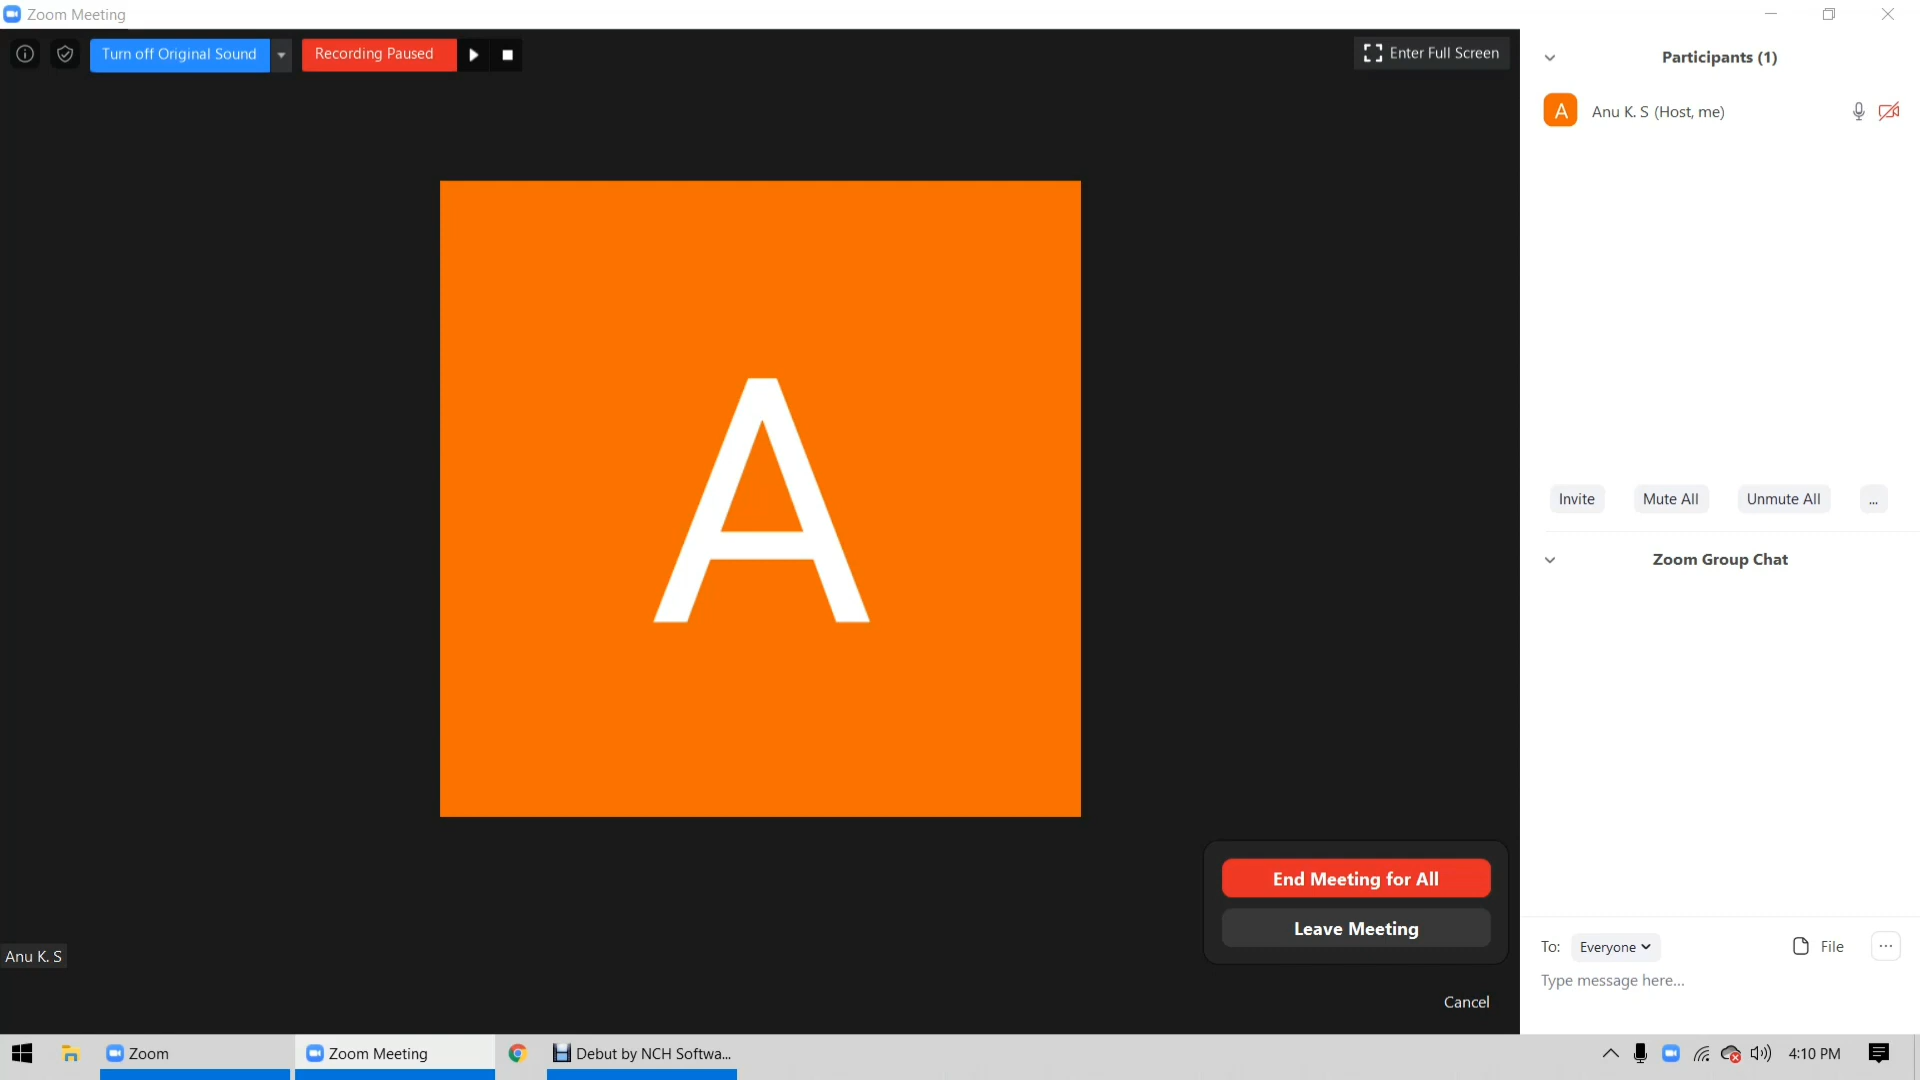 Zoom Meeting
Turn off Original Sound
Recording Paused
Enter Full Screen
Participants (1)
A
Anu K. S (Host, me)
A
Invite
Mute All
Unmute All
...
Zoom Group Chat
End Meeting for All
Leave Meeting
Anu K. S
Cancel
To: Everyone
File
Type message here...
Zoom
Zoom Meeting
Debut by NCH Softwa...
4:10 PM